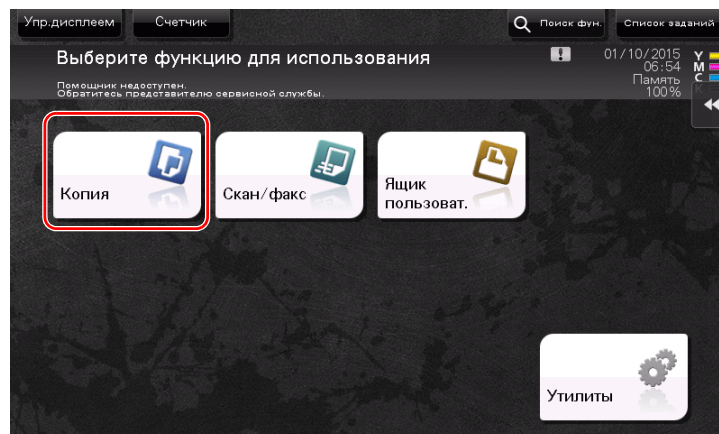 Упр.дисплеем Счетчик Поиск фун. Список заданий
Выберите функцию для использования
01/10/2015
06:54
Память
100%
Y
M
C
K
Помощник недоступен.
Обратитесь представителю сервисной службы.
Копия
Скан/факс
Ящик
пользоват.
Утилиты